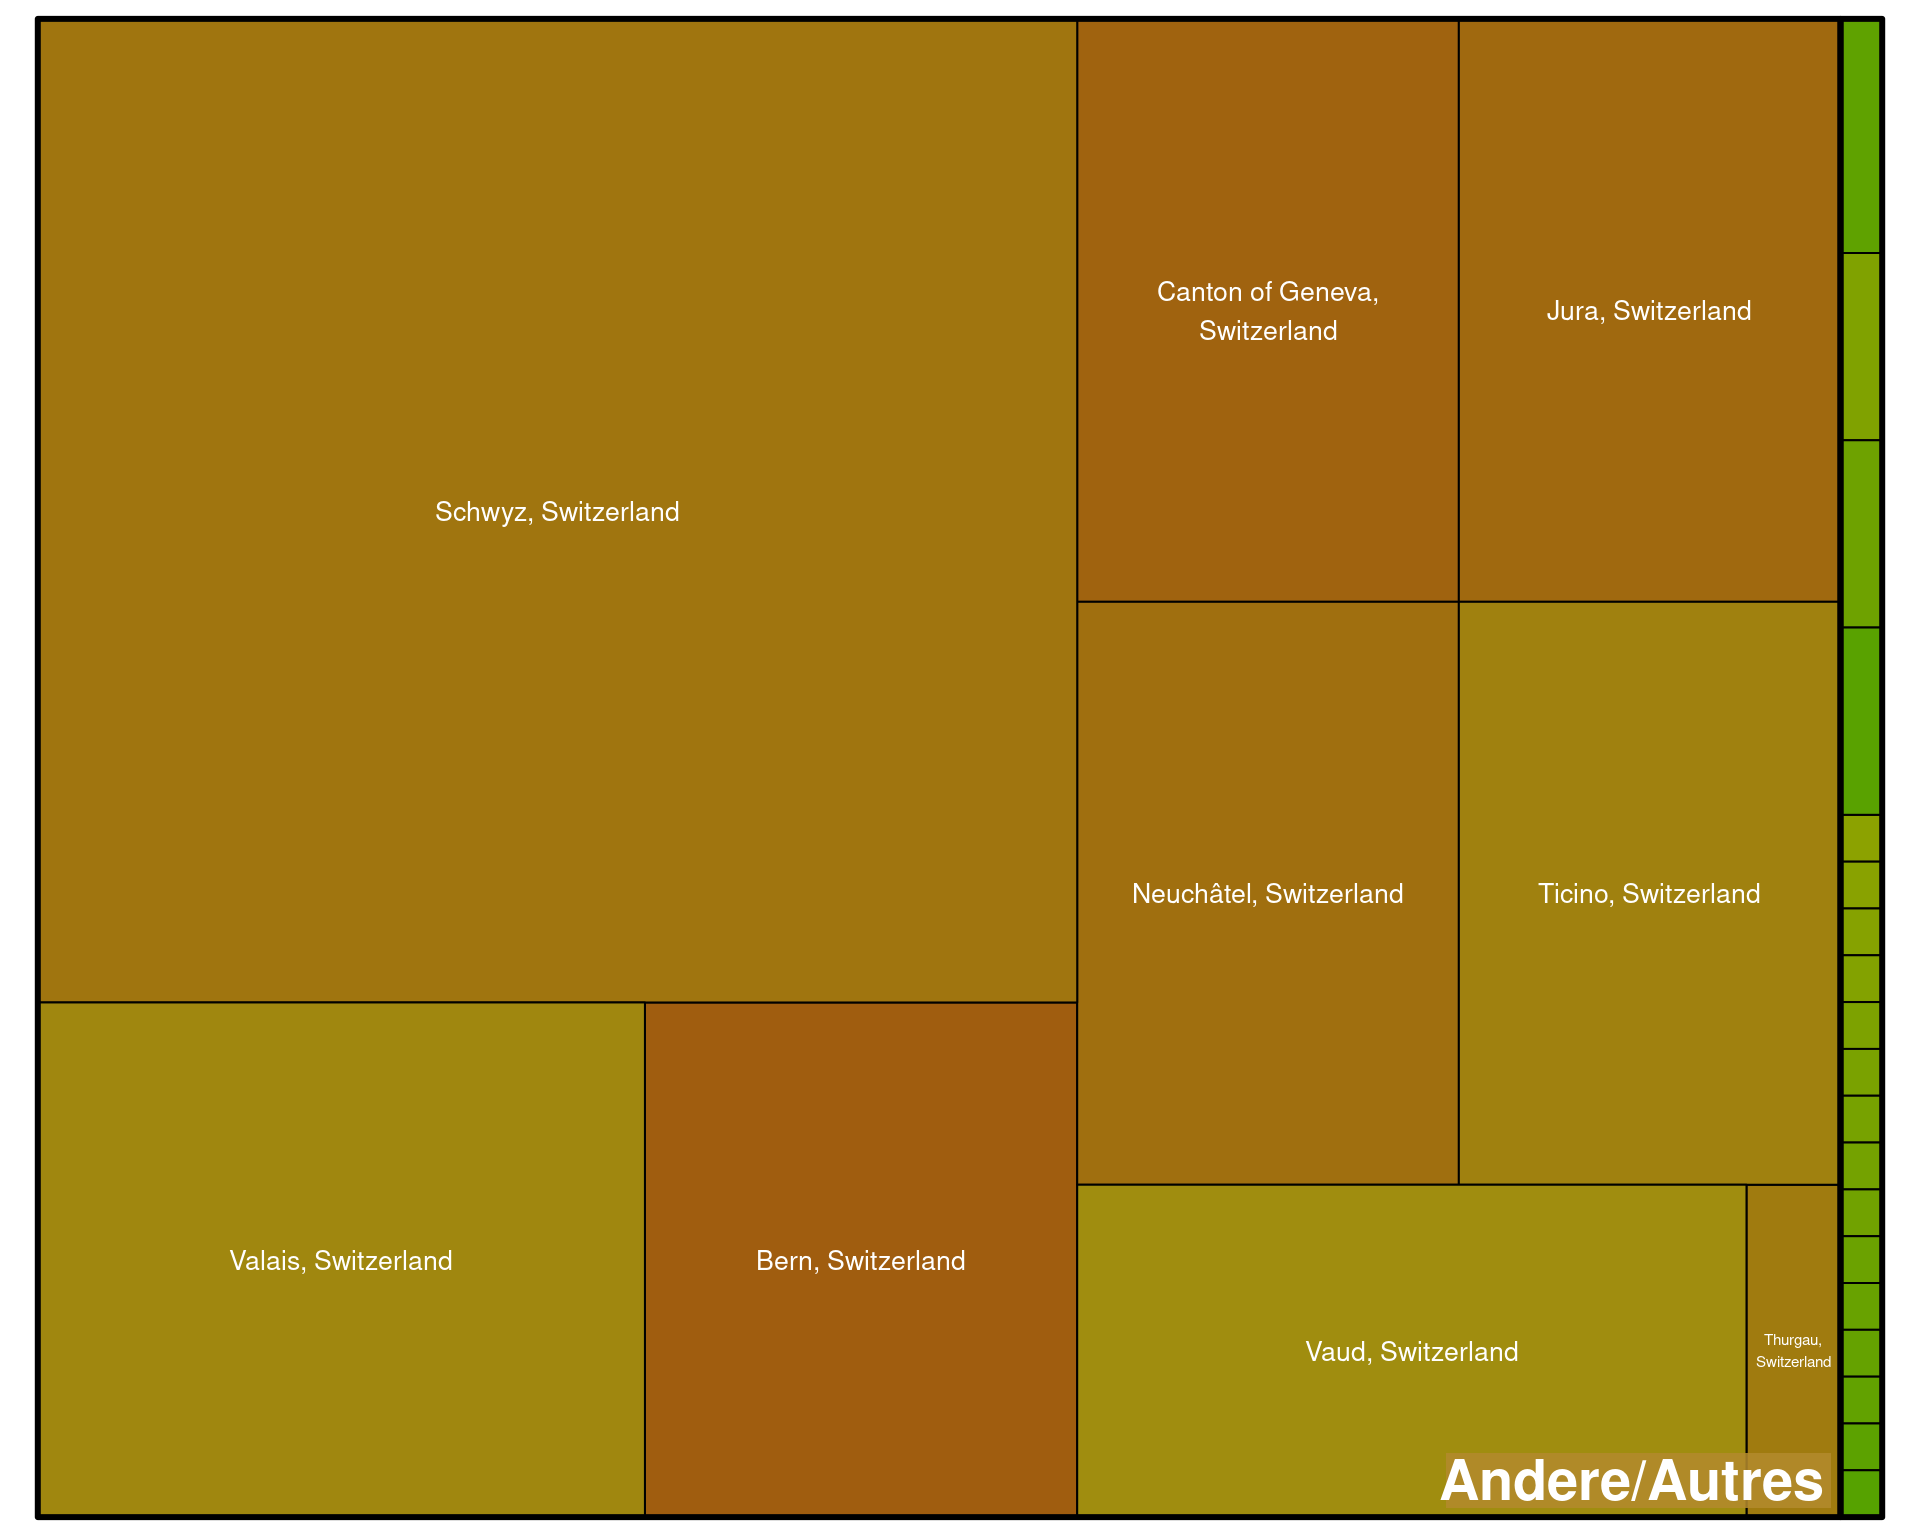 Schwyz, Switzerland
Canton of Geneva,
Switzerland
Jura, Switzerland
Neuchâtel, Switzerland
Ticino, Switzerland
Valais, Switzerland
Bern, Switzerland
Vaud, Switzerland
Thurgau,
Switzerland
Andere/Autres